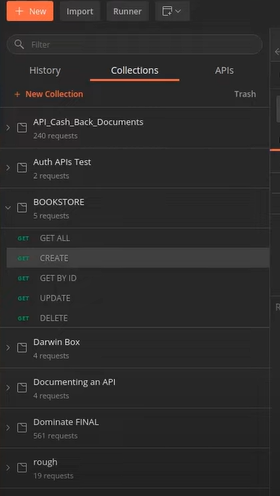 + New Import Runner
Filter
History Collections APIs
+ New Collection Trash
API_Cash_Back_Documents
240 requests
Auth APIs Test
2 requests
BOOKSTORE
5 requests
GET GET ALL
GET CREATE
GET GET BY ID
GET UPDATE
GET DELETE
Darwin Box
4 requests
Documenting an API
4 requests
Dominate FINAL
561 requests
rough
19 requests